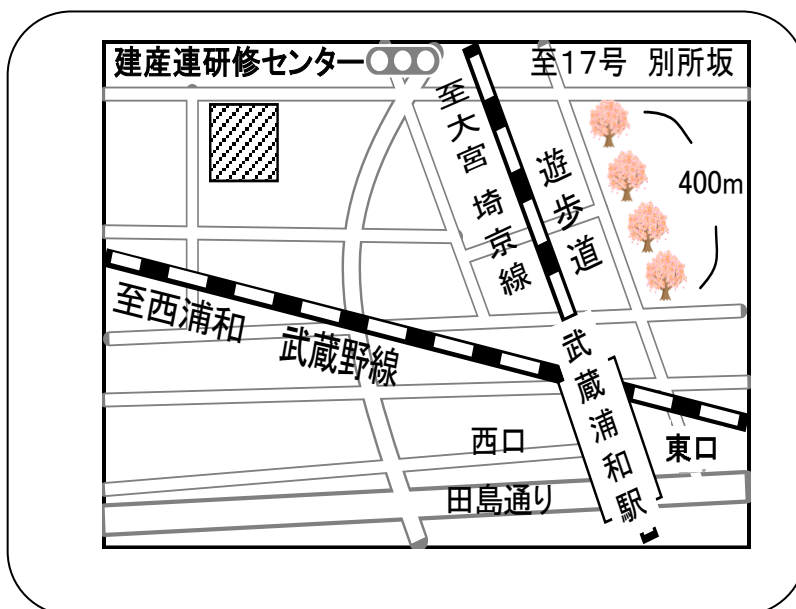 建産連研修センター
至17号 別所坂
至大宮 埼京線
遊歩道
400m
至西浦和 武蔵野線
武蔵浦和駅
西口
東口
田島通り